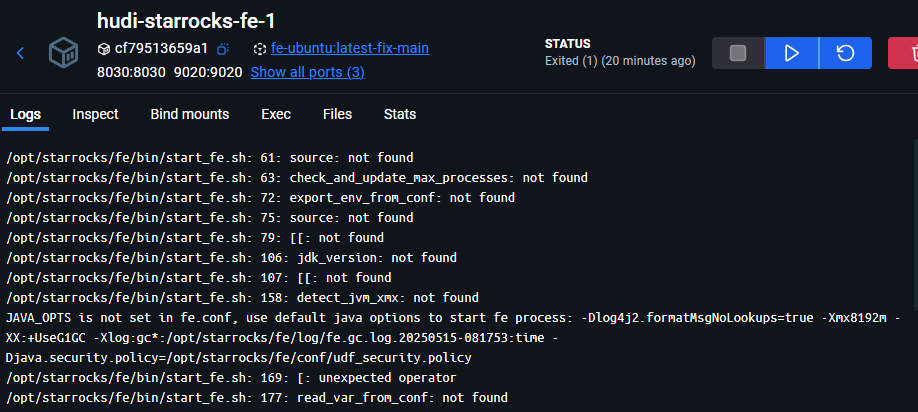 hudi-starrocks-fe-1
cf79513659a1 fe-ubuntu:latest-fix-main
8030:8030 9020:9020 Show all ports (3)
STATUS
Exited (1) (20 minutes ago)
Logs Inspect Bind mounts Exec Files Stats
/opt/starrocks/fe/bin/start_fe.sh: 61: source: not found
/opt/starrocks/fe/bin/start_fe.sh: 63: check_and_update_max_processes: not found
/opt/starrocks/fe/bin/start_fe.sh: 72: export_env_from_conf: not found
/opt/starrocks/fe/bin/start_fe.sh: 75: source: not found
/opt/starrocks/fe/bin/start_fe.sh: 79: [[: not found
/opt/starrocks/fe/bin/start_fe.sh: 106: jdk_version: not found
/opt/starrocks/fe/bin/start_fe.sh: 107: [[: not found
/opt/starrocks/fe/bin/start_fe.sh: 158: detect_jvm_xmx: not found
JAVA_OPTS is not set in fe.conf, use default java options to start fe process: -Dlog4j2.formatMsgNoLookups=true -Xmx8192m -
XX:+UseG1GC -Xlog:gc*:/opt/starrocks/fe/log/fe.gc.log.20250515-081753:time -
Djava.security.policy=/opt/starrocks/fe/conf/udf_security.policy
/opt/starrocks/fe/bin/start_fe.sh: 169: [: unexpected operator
/opt/starrocks/fe/bin/start_fe.sh: 177: read_var_from_conf: not found